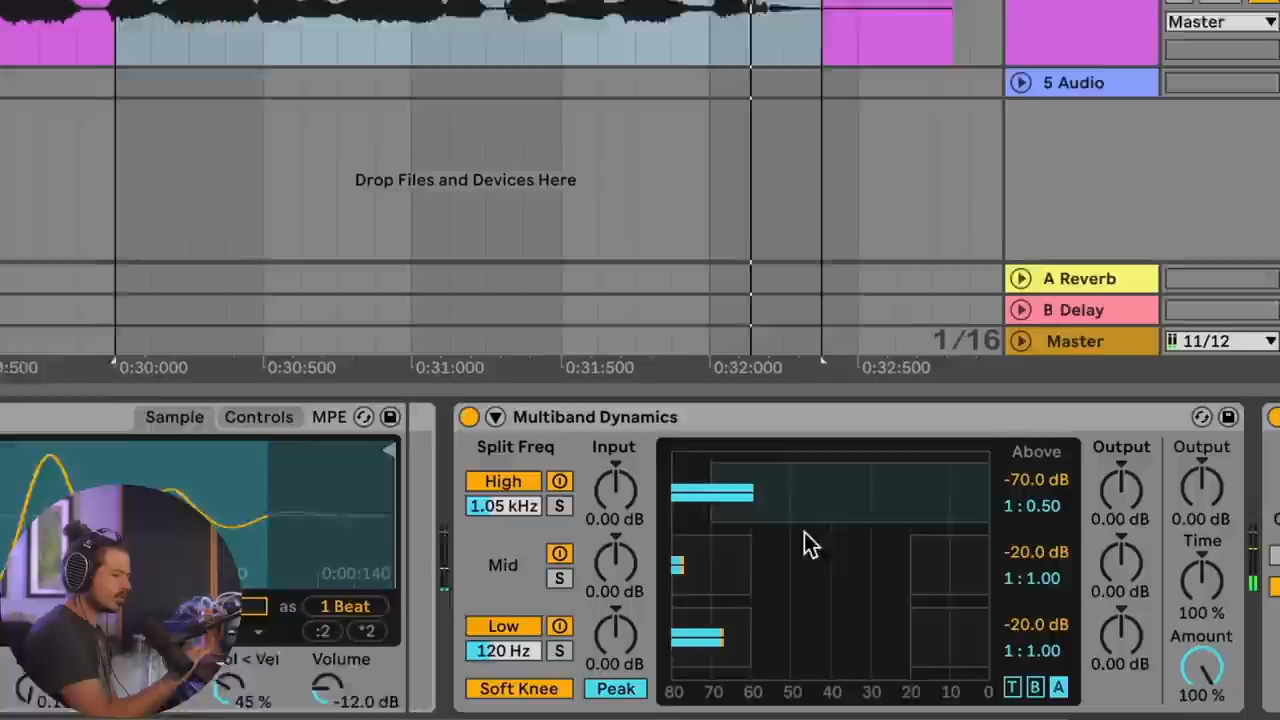 Master
5 Audio
Drop Files and Devices Here
A Reverb
B Delay
1/16
Master
11/12
:500
0:30:000
0:30:500
0:31:000
0:31:500
0:32:000
0:32:500
Sample
Controls
MPE
Multiband Dynamics
Split Freq
Input
Above
Output
Output
High
1.05 kHz
S
0.00 dB
-70.0 dB
1 : 0.50
0.00 dB
0.00 dB
Mid
S
0.00 dB
-20.0 dB
1 : 1.00
0.00 dB
Time
100 %
0:00:140
as
1 Beat
:2
*2
Low
120 Hz
S
0.00 dB
-20.0 dB
1 : 1.00
0.00 dB
Amount
100 %
Vel
Volume
45 %
-12.0 dB
Soft Knee
Peak
80 70 60 50 40 30 20 10 0
T B A